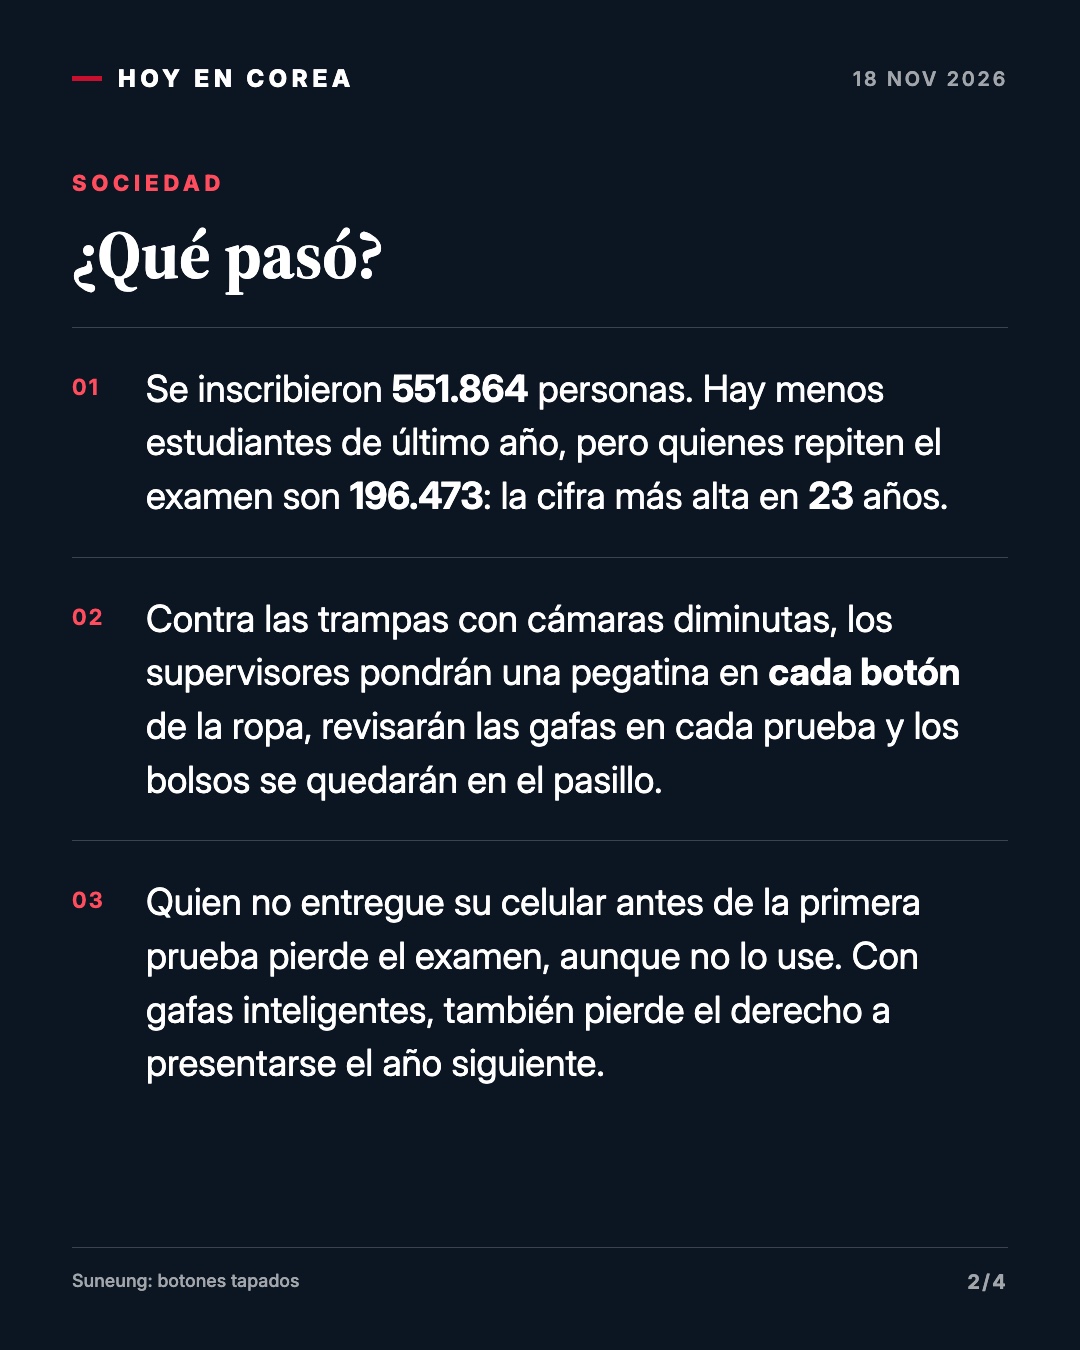 HOY EN COREA
18 NOV 2026
SOCIEDAD
¿Qué pasó?
01
Se inscribieron 551.864 personas. Hay menos
estudiantes de último año, pero quienes repiten el
examen son 196.473: la cifra más alta en 23 años.
02
Contra las trampas con cámaras diminutas, los
supervisores pondrán una pegatina en cada botón
de la ropa, revisarán las gafas en cada prueba y los
bolsos se quedarán en el pasillo.
03
Quien no entregue su celular antes de la primera
prueba pierde el examen, aunque no lo use. Con
gafas inteligentes, también pierde el derecho a
presentarse el año siguiente.
Suneung: botones tapados
2/4